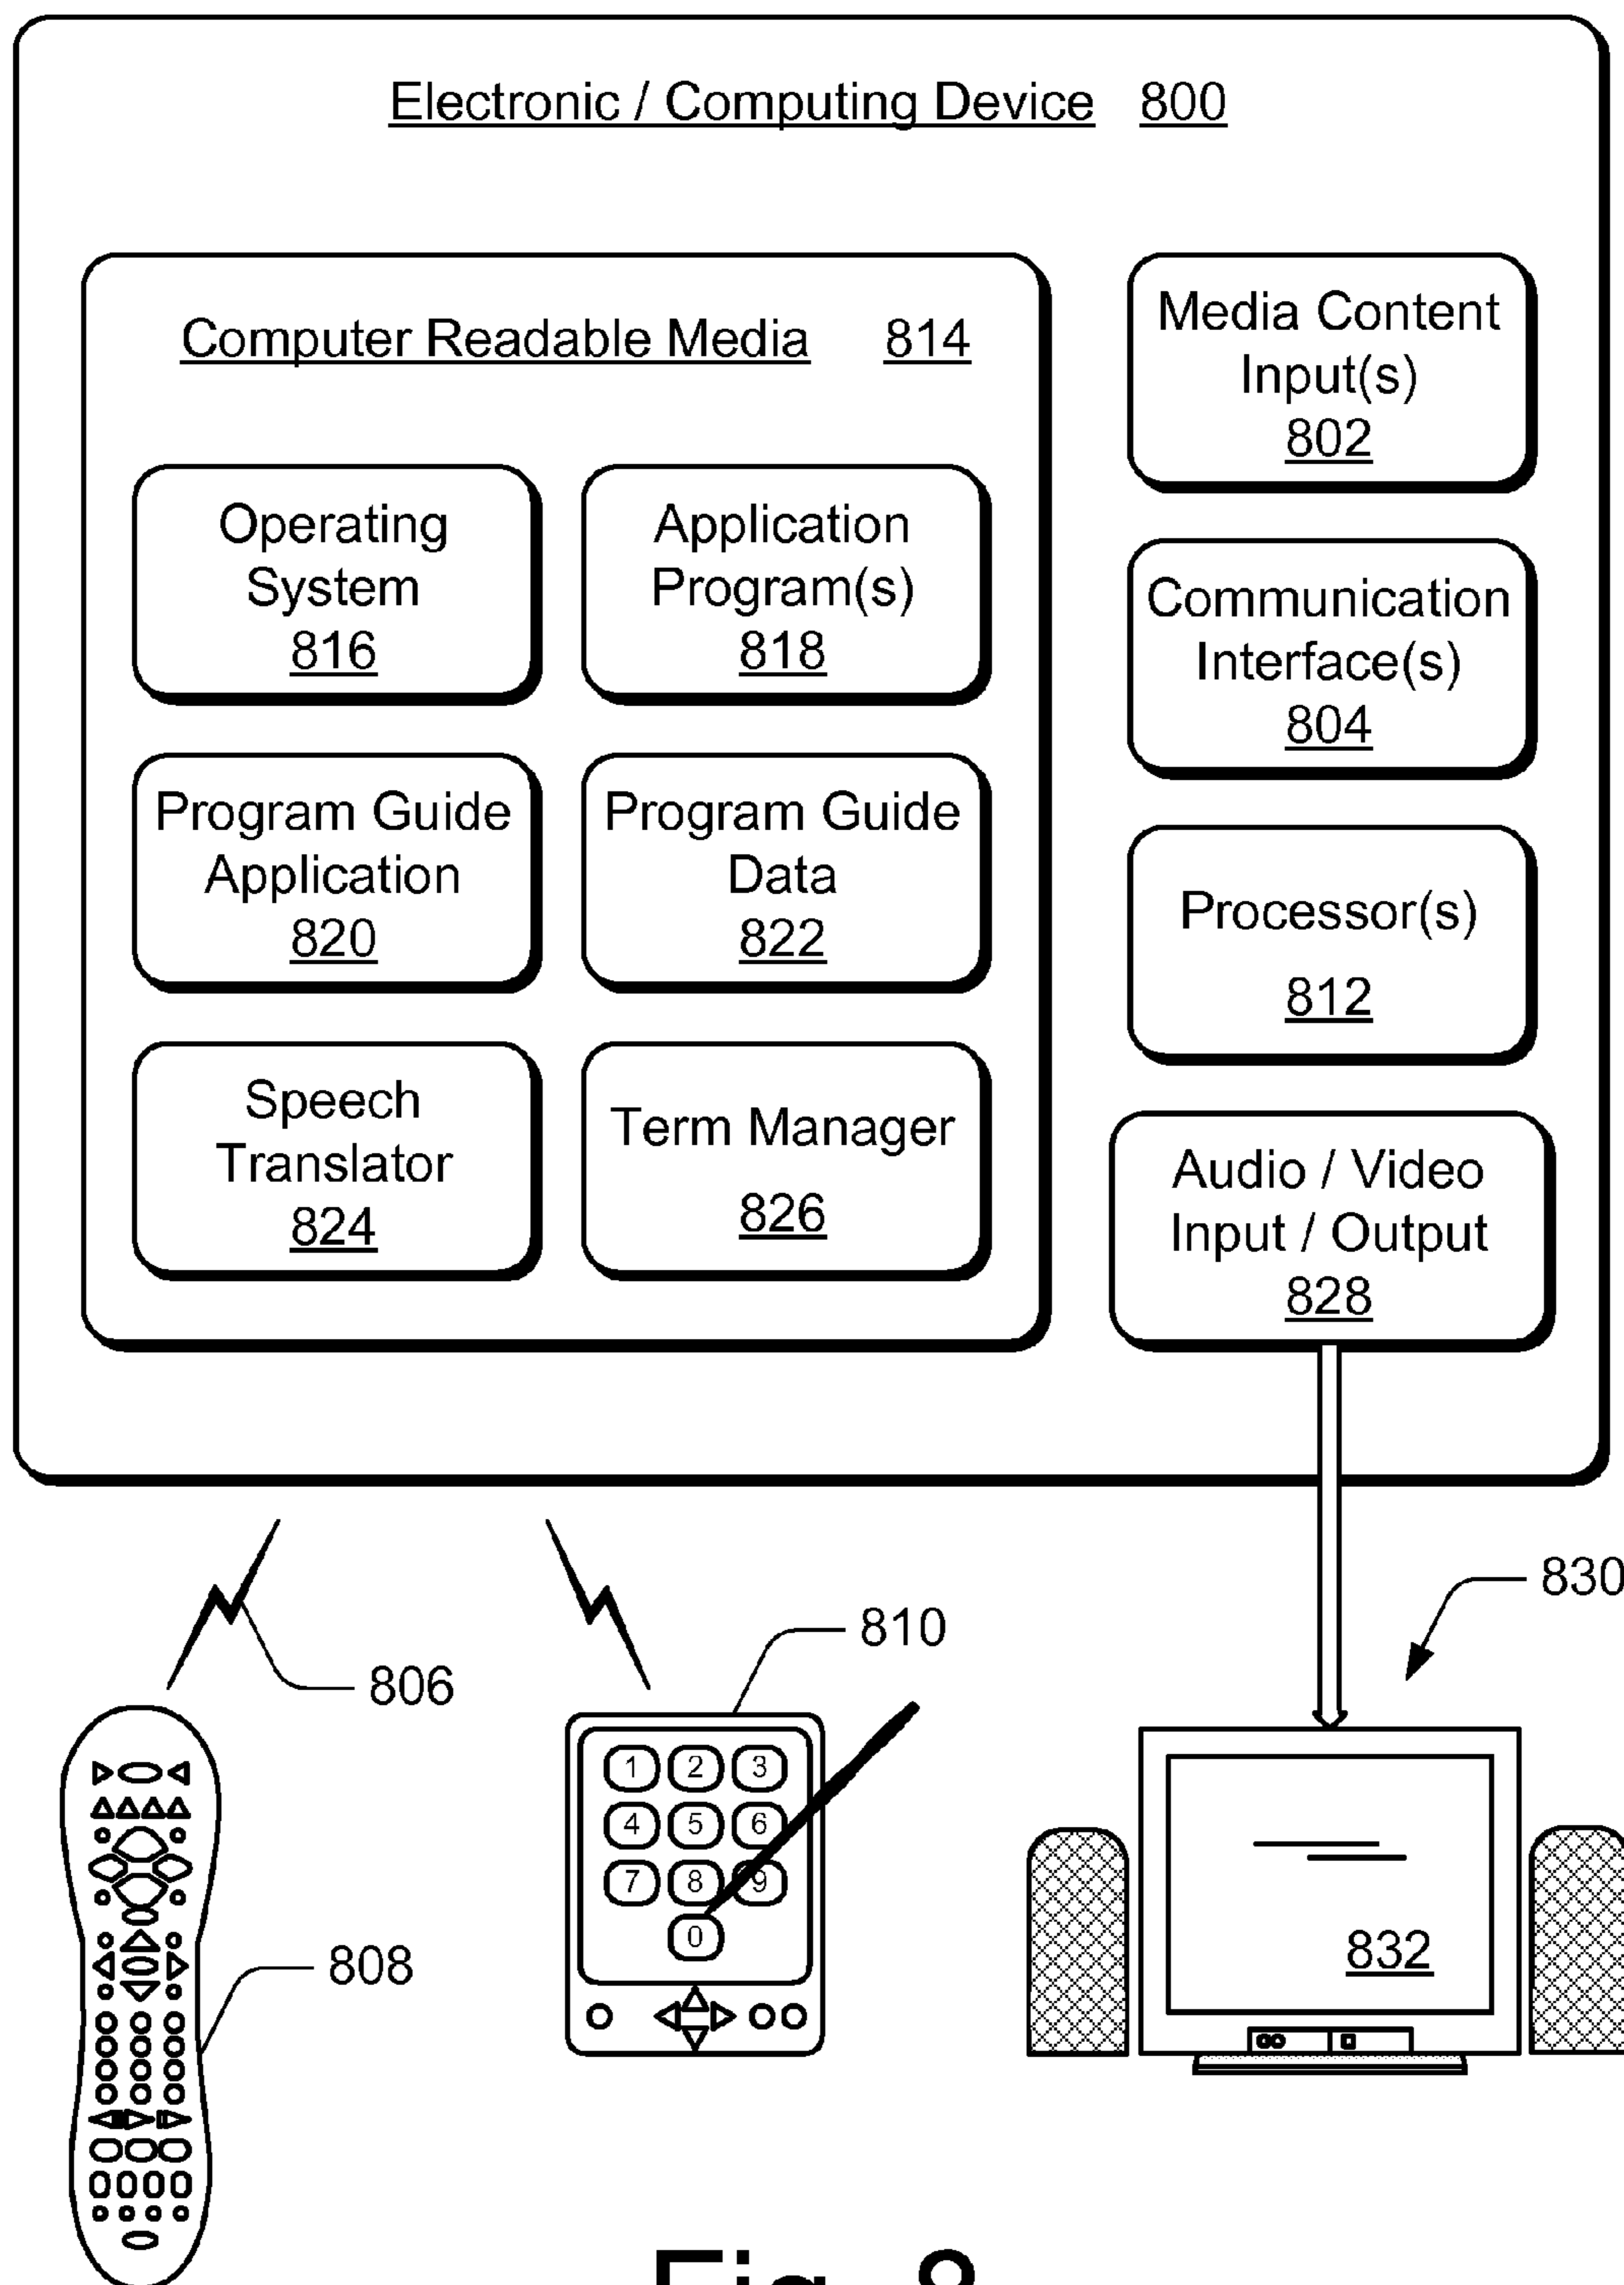 Electronic / Computing Device 800
Computer Readable Media 814
Operating
System
816
Application
Program(s)
818
Program Guide
Application
820
Program Guide
Data
822
Speech
Translator
824
Term Manager
826
Media Content
Input(s)
802
Communication
Interface(s)
804
Processor(s)
812
Audio / Video
Input / Output
828
830
806
810
808
1 2 3
4 5 6
7 8 9
0
832
Fig. 8